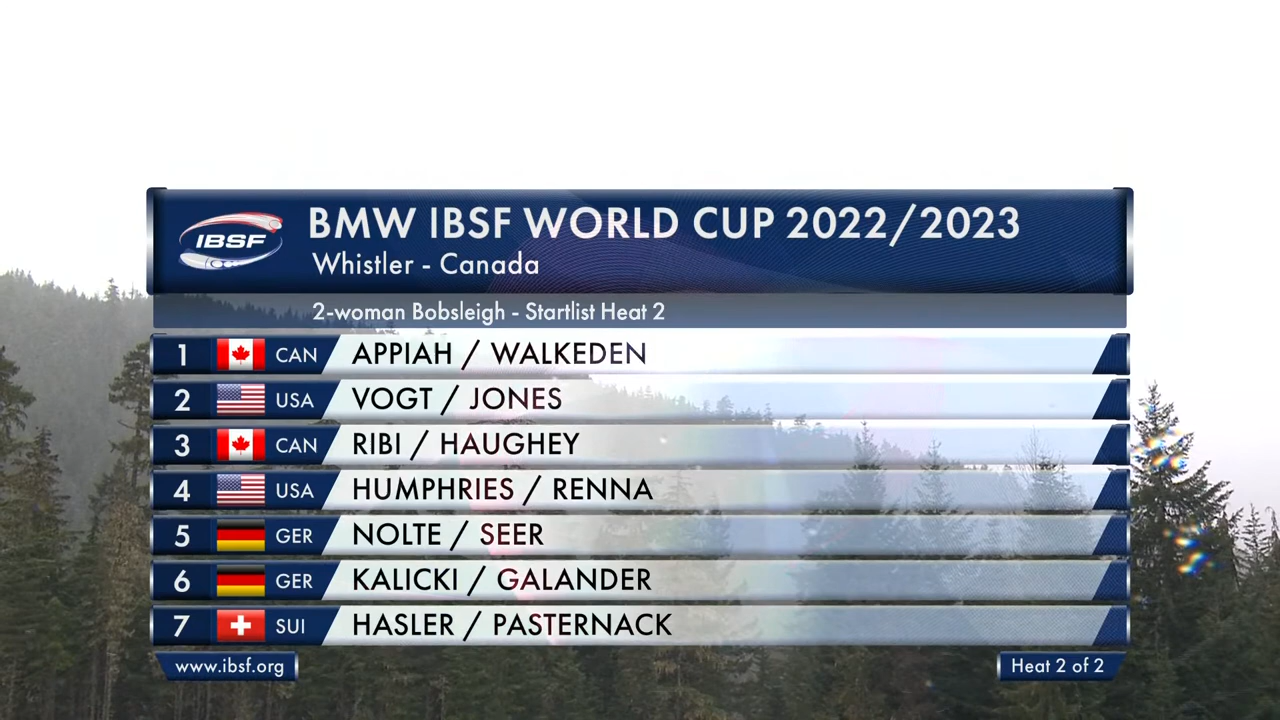 IBSF
BMW IBSF WORLD CUP 2022/2023
Whistler - Canada
2-woman Bobsleigh - Startlist Heat 2
1 CAN APPIAH / WALKEDEN
2 USA VOGT / JONES
3 CAN RIBI / HAUGHEY
4 USA HUMPHRIES / RENNA
5 GER NOLTE / SEER
6 GER KALICKI / GALANDER
7 SUI HASLER / PASTERNACK
www.ibsf.org
Heat 2 of 2